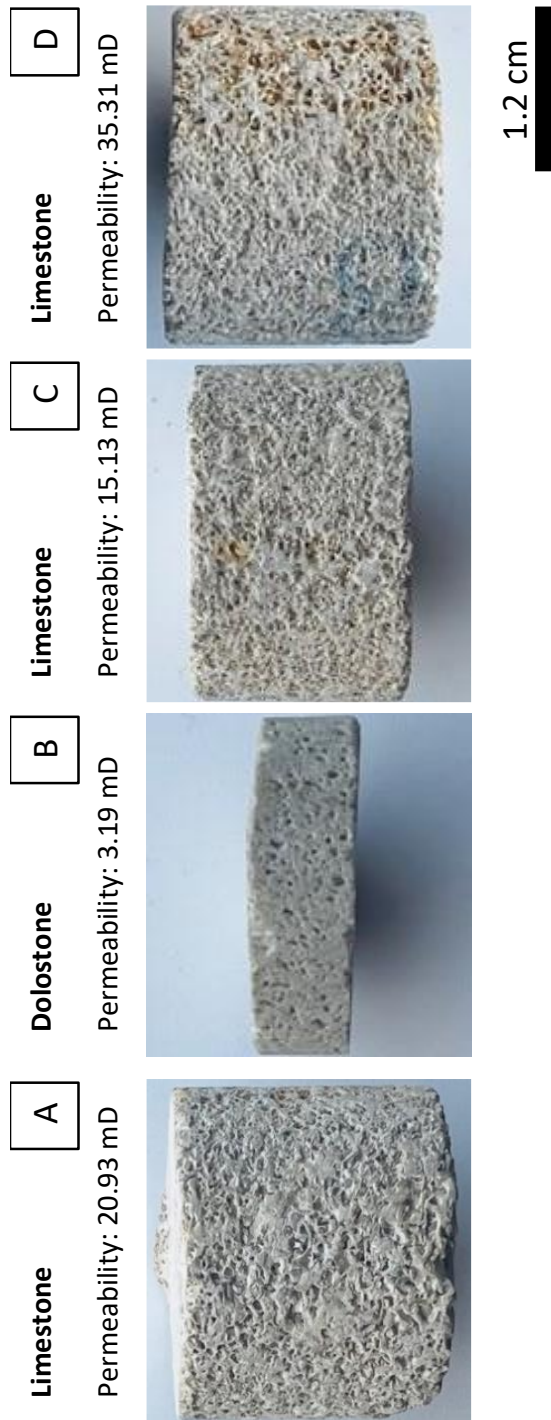 Limestone
A
Permeability: 20.93 mD
Dolostone
B
Permeability: 3.19 mD
Limestone
C
Permeability: 15.13 mD
Limestone
D
Permeability: 35.31 mD
1.2 cm